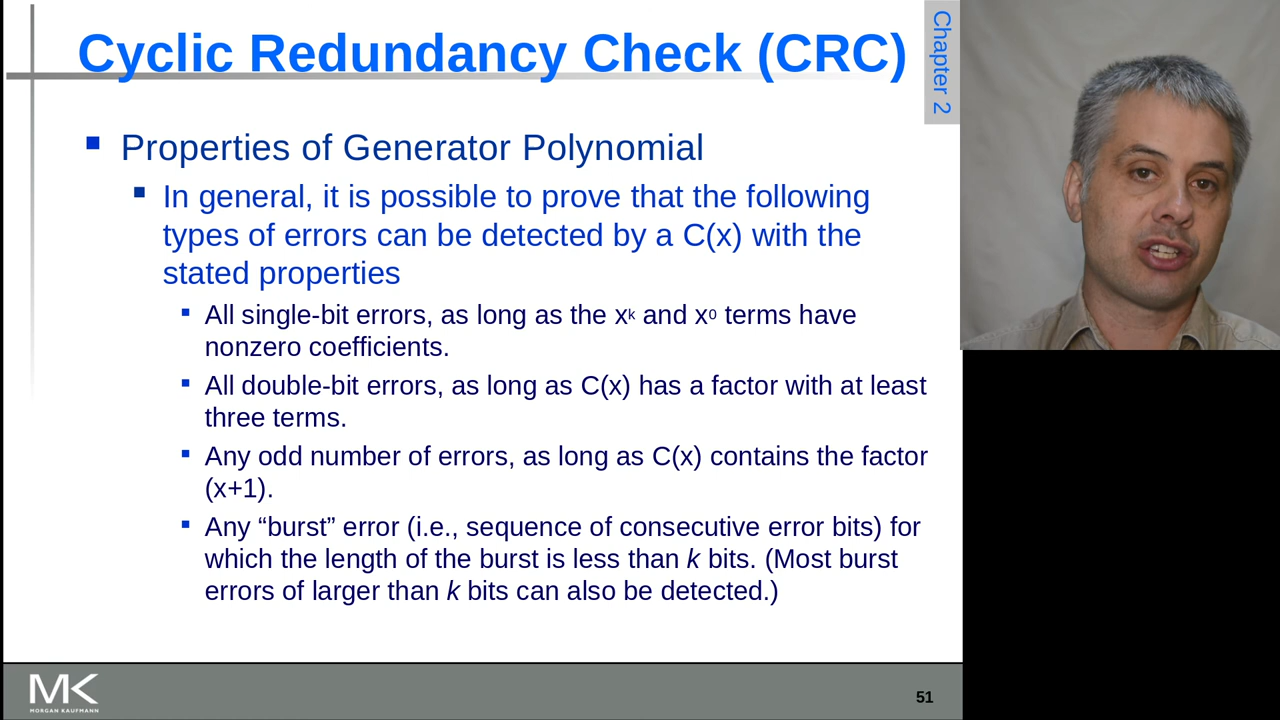 Cyclic Redundancy Check (CRC)
Chapter 2
Properties of Generator Polynomial
In general, it is possible to prove that the following
types of errors can be detected by a C(x) with the
stated properties
All single-bit errors, as long as the xᵏ and x⁰ terms have
nonzero coefficients.
All double-bit errors, as long as C(x) has a factor with at least
three terms.
Any odd number of errors, as long as C(x) contains the factor
(x+1).
Any “burst” error (i.e., sequence of consecutive error bits) for
which the length of the burst is less than k bits. (Most burst
errors of larger than k bits can also be detected.)
MK
MORGAN KAUFMANN
51